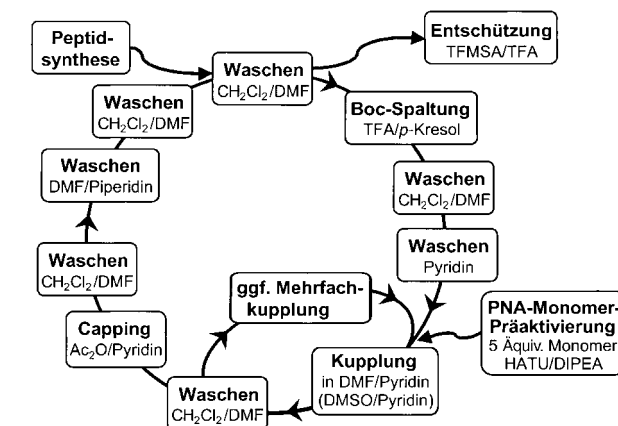 Peptid-
synthese
Waschen
CH₂Cl₂/DMF
Entschützung
TFMSA/TFA
Boc-Spaltung
TFA/p-Kresol
Waschen
CH₂Cl₂/DMF
Waschen
Pyridin
PNA-Monomer-
Präaktivierung
5 Äquiv. Monomer
HATU/DIPEA
Kupplung
in DMF/Pyridin
(DMSO/Pyridin)
ggf. Mehrfach-
kupplung
Waschen
CH₂Cl₂/DMF
Capping
Ac₂O/Pyridin
Waschen
CH₂Cl₂/DMF
Waschen
DMF/Piperidin
Waschen
CH₂Cl₂/DMF